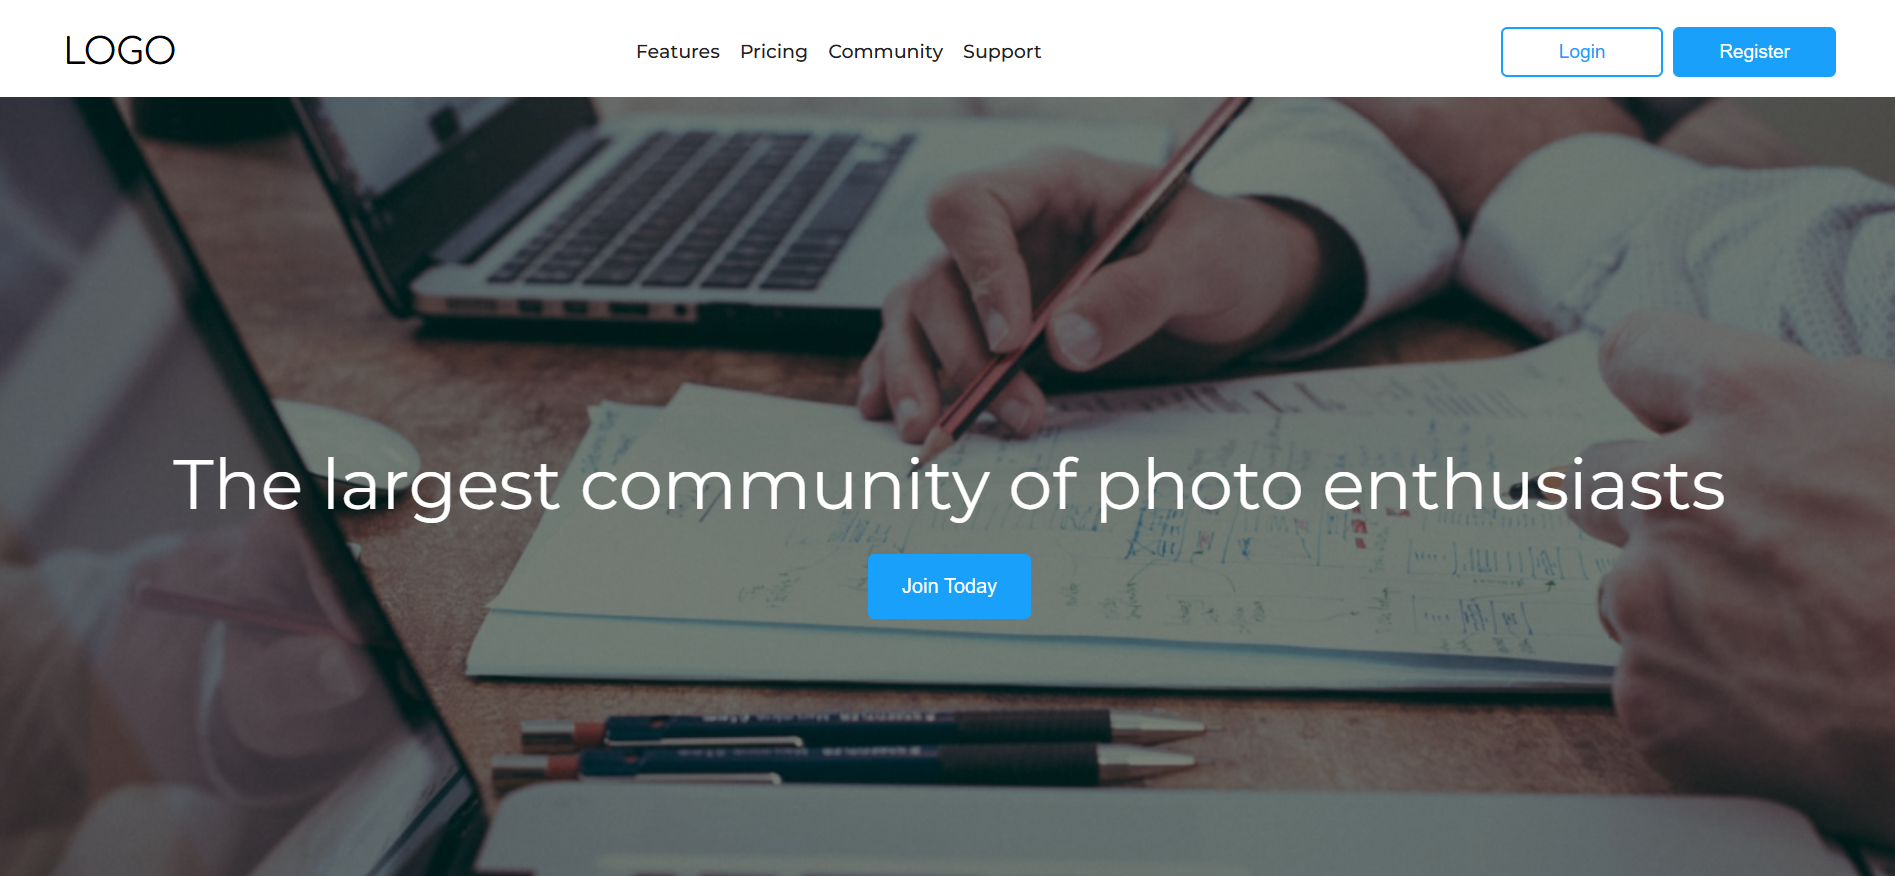 LOGO
Features Pricing Community Support
Login Register
The largest community of photo enthusiasts
Join Today